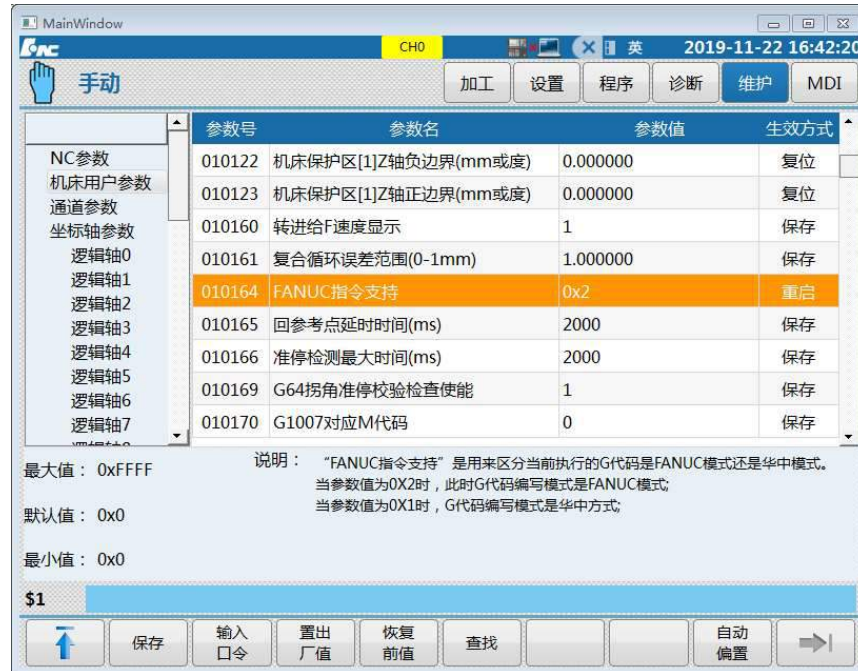 MainWindow
CNC CH0 英 2019-11-22 16:42:20
手动 加工 设置 程序 诊断 维护 MDI
参数号 参数名 参数值 生效方式
NC参数
机床用户参数
通道参数
坐标轴参数
逻辑轴0
逻辑轴1
逻辑轴2
逻辑轴3
逻辑轴4
逻辑轴5
逻辑轴6
逻辑轴7
010122 机床保护区[1]Z轴负边界(mm或度) 0.000000 复位
010123 机床保护区[1]Z轴正边界(mm或度) 0.000000 复位
010160 转进给F速度显示 1 保存
010161 复合循环误差范围(0-1mm) 1.000000 保存
010164 FANUC指令支持 0x2 重启
010165 回参考点延时时间(ms) 2000 保存
010166 准停检测最大时间(ms) 2000 保存
010169 G64拐角准停校验检查使能 1 保存
010170 G1007对应M代码 0 保存
最大值： 0xFFFF
默认值： 0x0
最小值： 0x0
说明： “FANUC指令支持”是用来区分当前执行的G代码是FANUC模式还是华中模式。
当参数值为0X2时，此时G代码编写模式是FANUC模式;
当参数值为0X1时，G代码编写模式是华中方式;
$1
保存 输入口令 置出厂值 恢复前值 查找 自动偏置